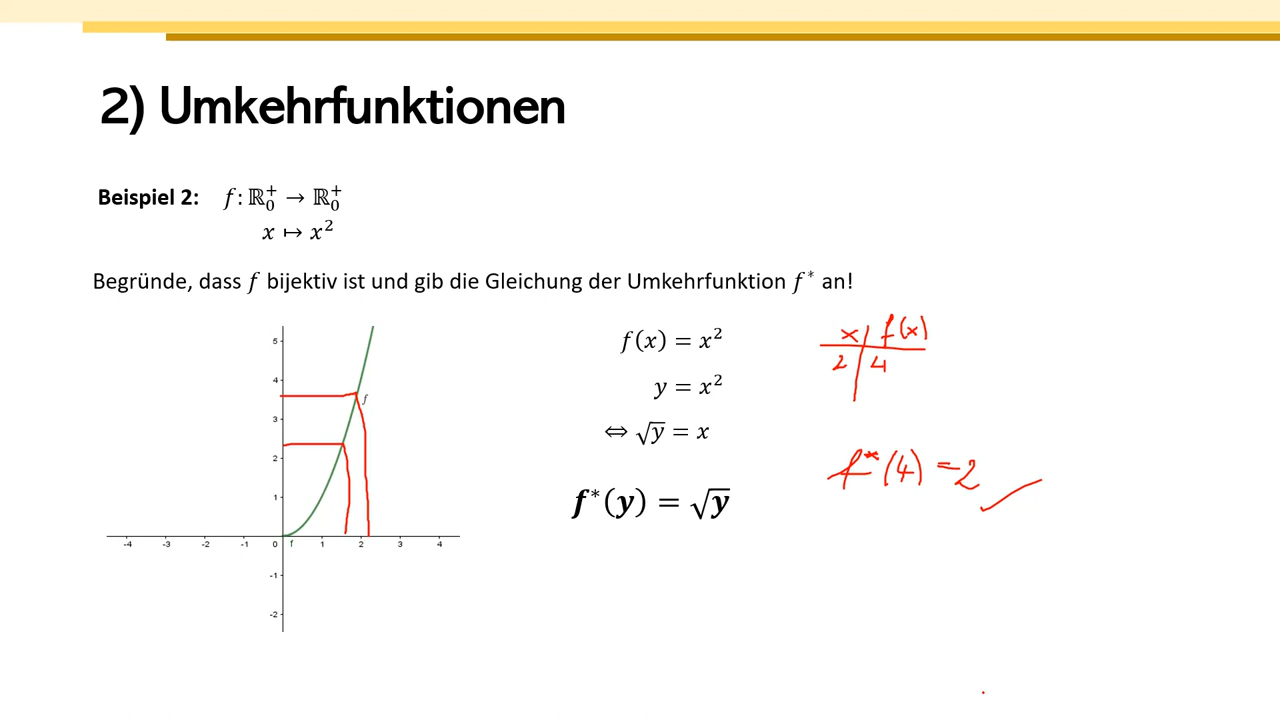 2) Umkehrfunktionen
Beispiel 2: f: ℝ₀⁺ → ℝ₀⁺
x ↦ x²
Begründe, dass f bijektiv ist und gib die Gleichung der Umkehrfunktion f* an!
f(x) = x²
y = x²
⇔ √y = x
f*(y) = √y
x | f(x)
2 | 4
f*(4) = 2 ✓
5
4
f
3
2
1
-4 -3 -2 -1 0 f 1 2 3 4
-1
-2